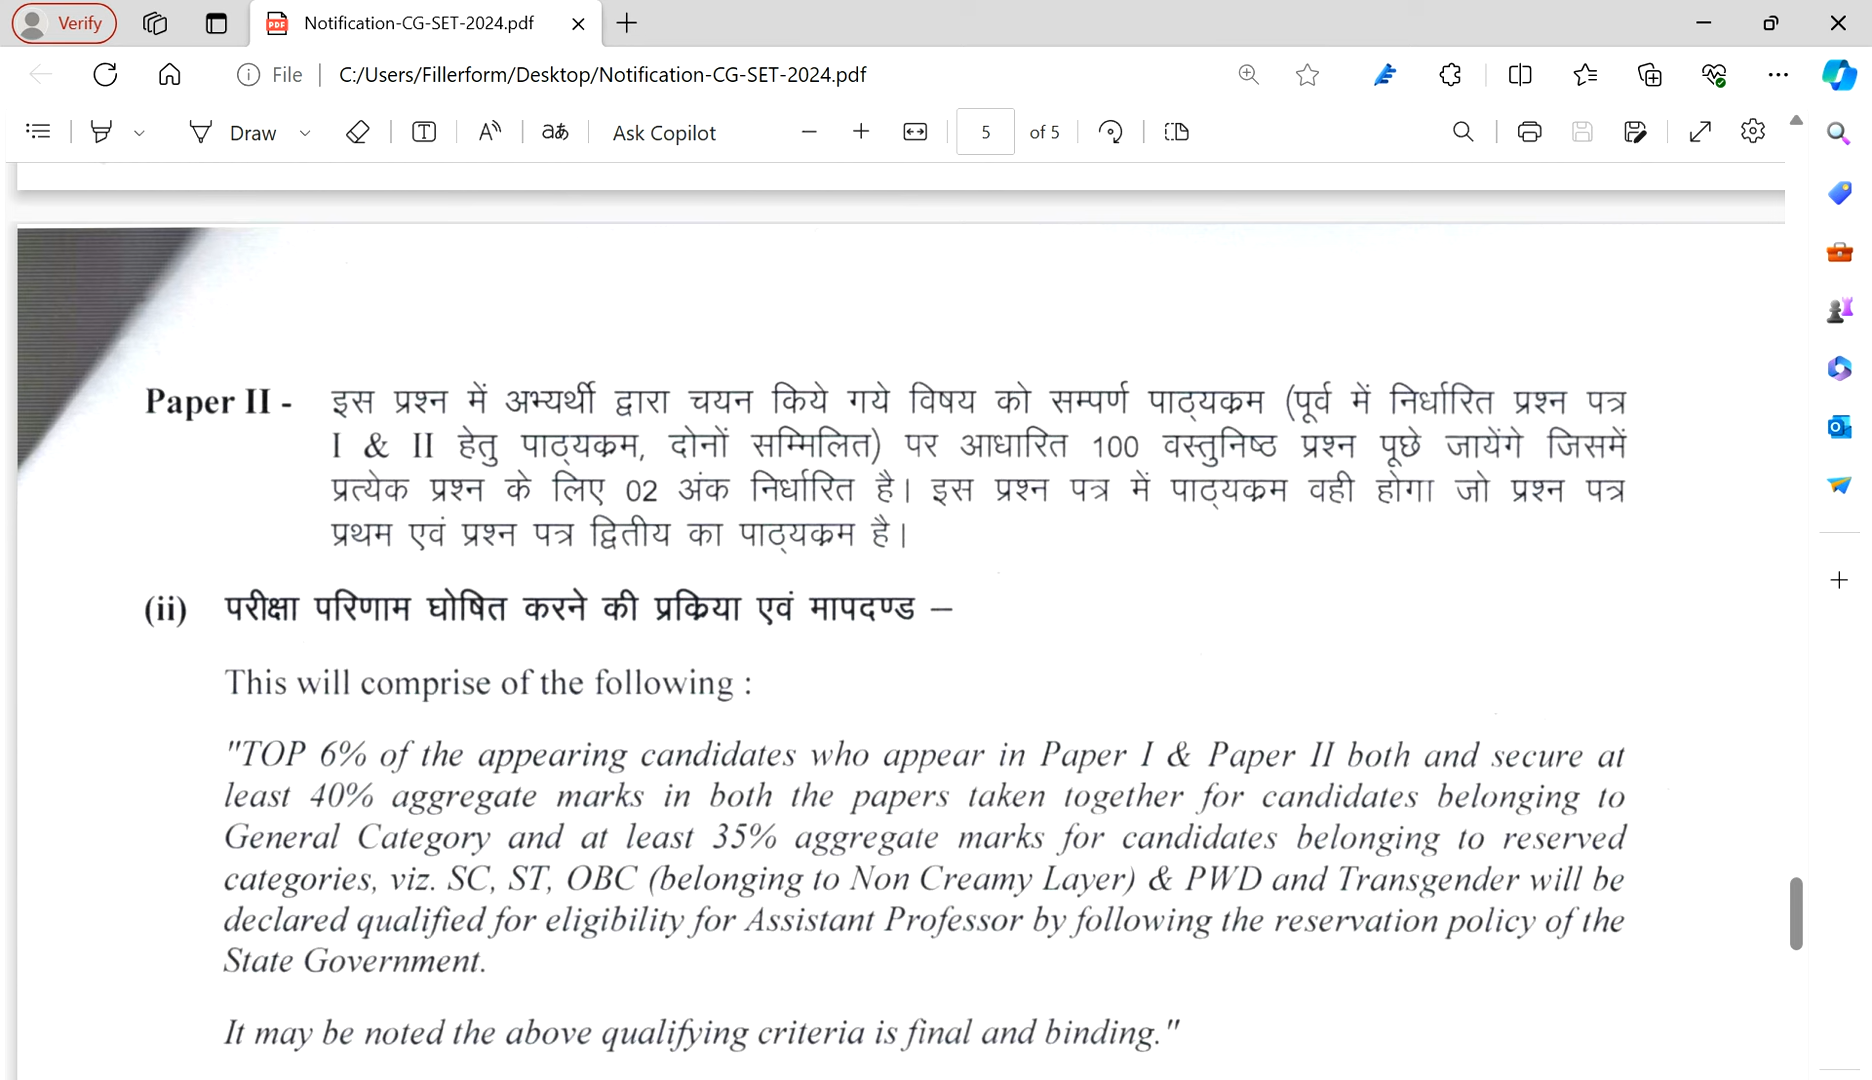 Verify
Notification-CG-SET-2024.pdf
File
C:/Users/Fillerform/Desktop/Notification-CG-SET-2024.pdf
Draw
aあ
Ask Copilot
5 of 5
Paper II - इस प्रश्न में अभ्यर्थी द्वारा चयन किये गये विषय को सम्पर्ण पाठ्यक्रम (पूर्व में निर्धारित प्रश्न पत्र
I & II हेतु पाठ्यक्रम, दोनों सम्मिलित) पर आधारित 100 वस्तुनिष्ठ प्रश्न पूछे जायेंगे जिसमें
प्रत्येक प्रश्न के लिए 02 अंक निर्धारित है। इस प्रश्न पत्र में पाठ्यक्रम वही होगा जो प्रश्न पत्र
प्रथम एवं प्रश्न पत्र द्वितीय का पाठ्यक्रम है।
(ii) परीक्षा परिणाम घोषित करने की प्रक्रिया एवं मापदण्ड –
This will comprise of the following :
"TOP 6% of the appearing candidates who appear in Paper I & Paper II both and secure at
least 40% aggregate marks in both the papers taken together for candidates belonging to
General Category and at least 35% aggregate marks for candidates belonging to reserved
categories, viz. SC, ST, OBC (belonging to Non Creamy Layer) & PWD and Transgender will be
declared qualified for eligibility for Assistant Professor by following the reservation policy of the
State Government.
It may be noted the above qualifying criteria is final and binding."